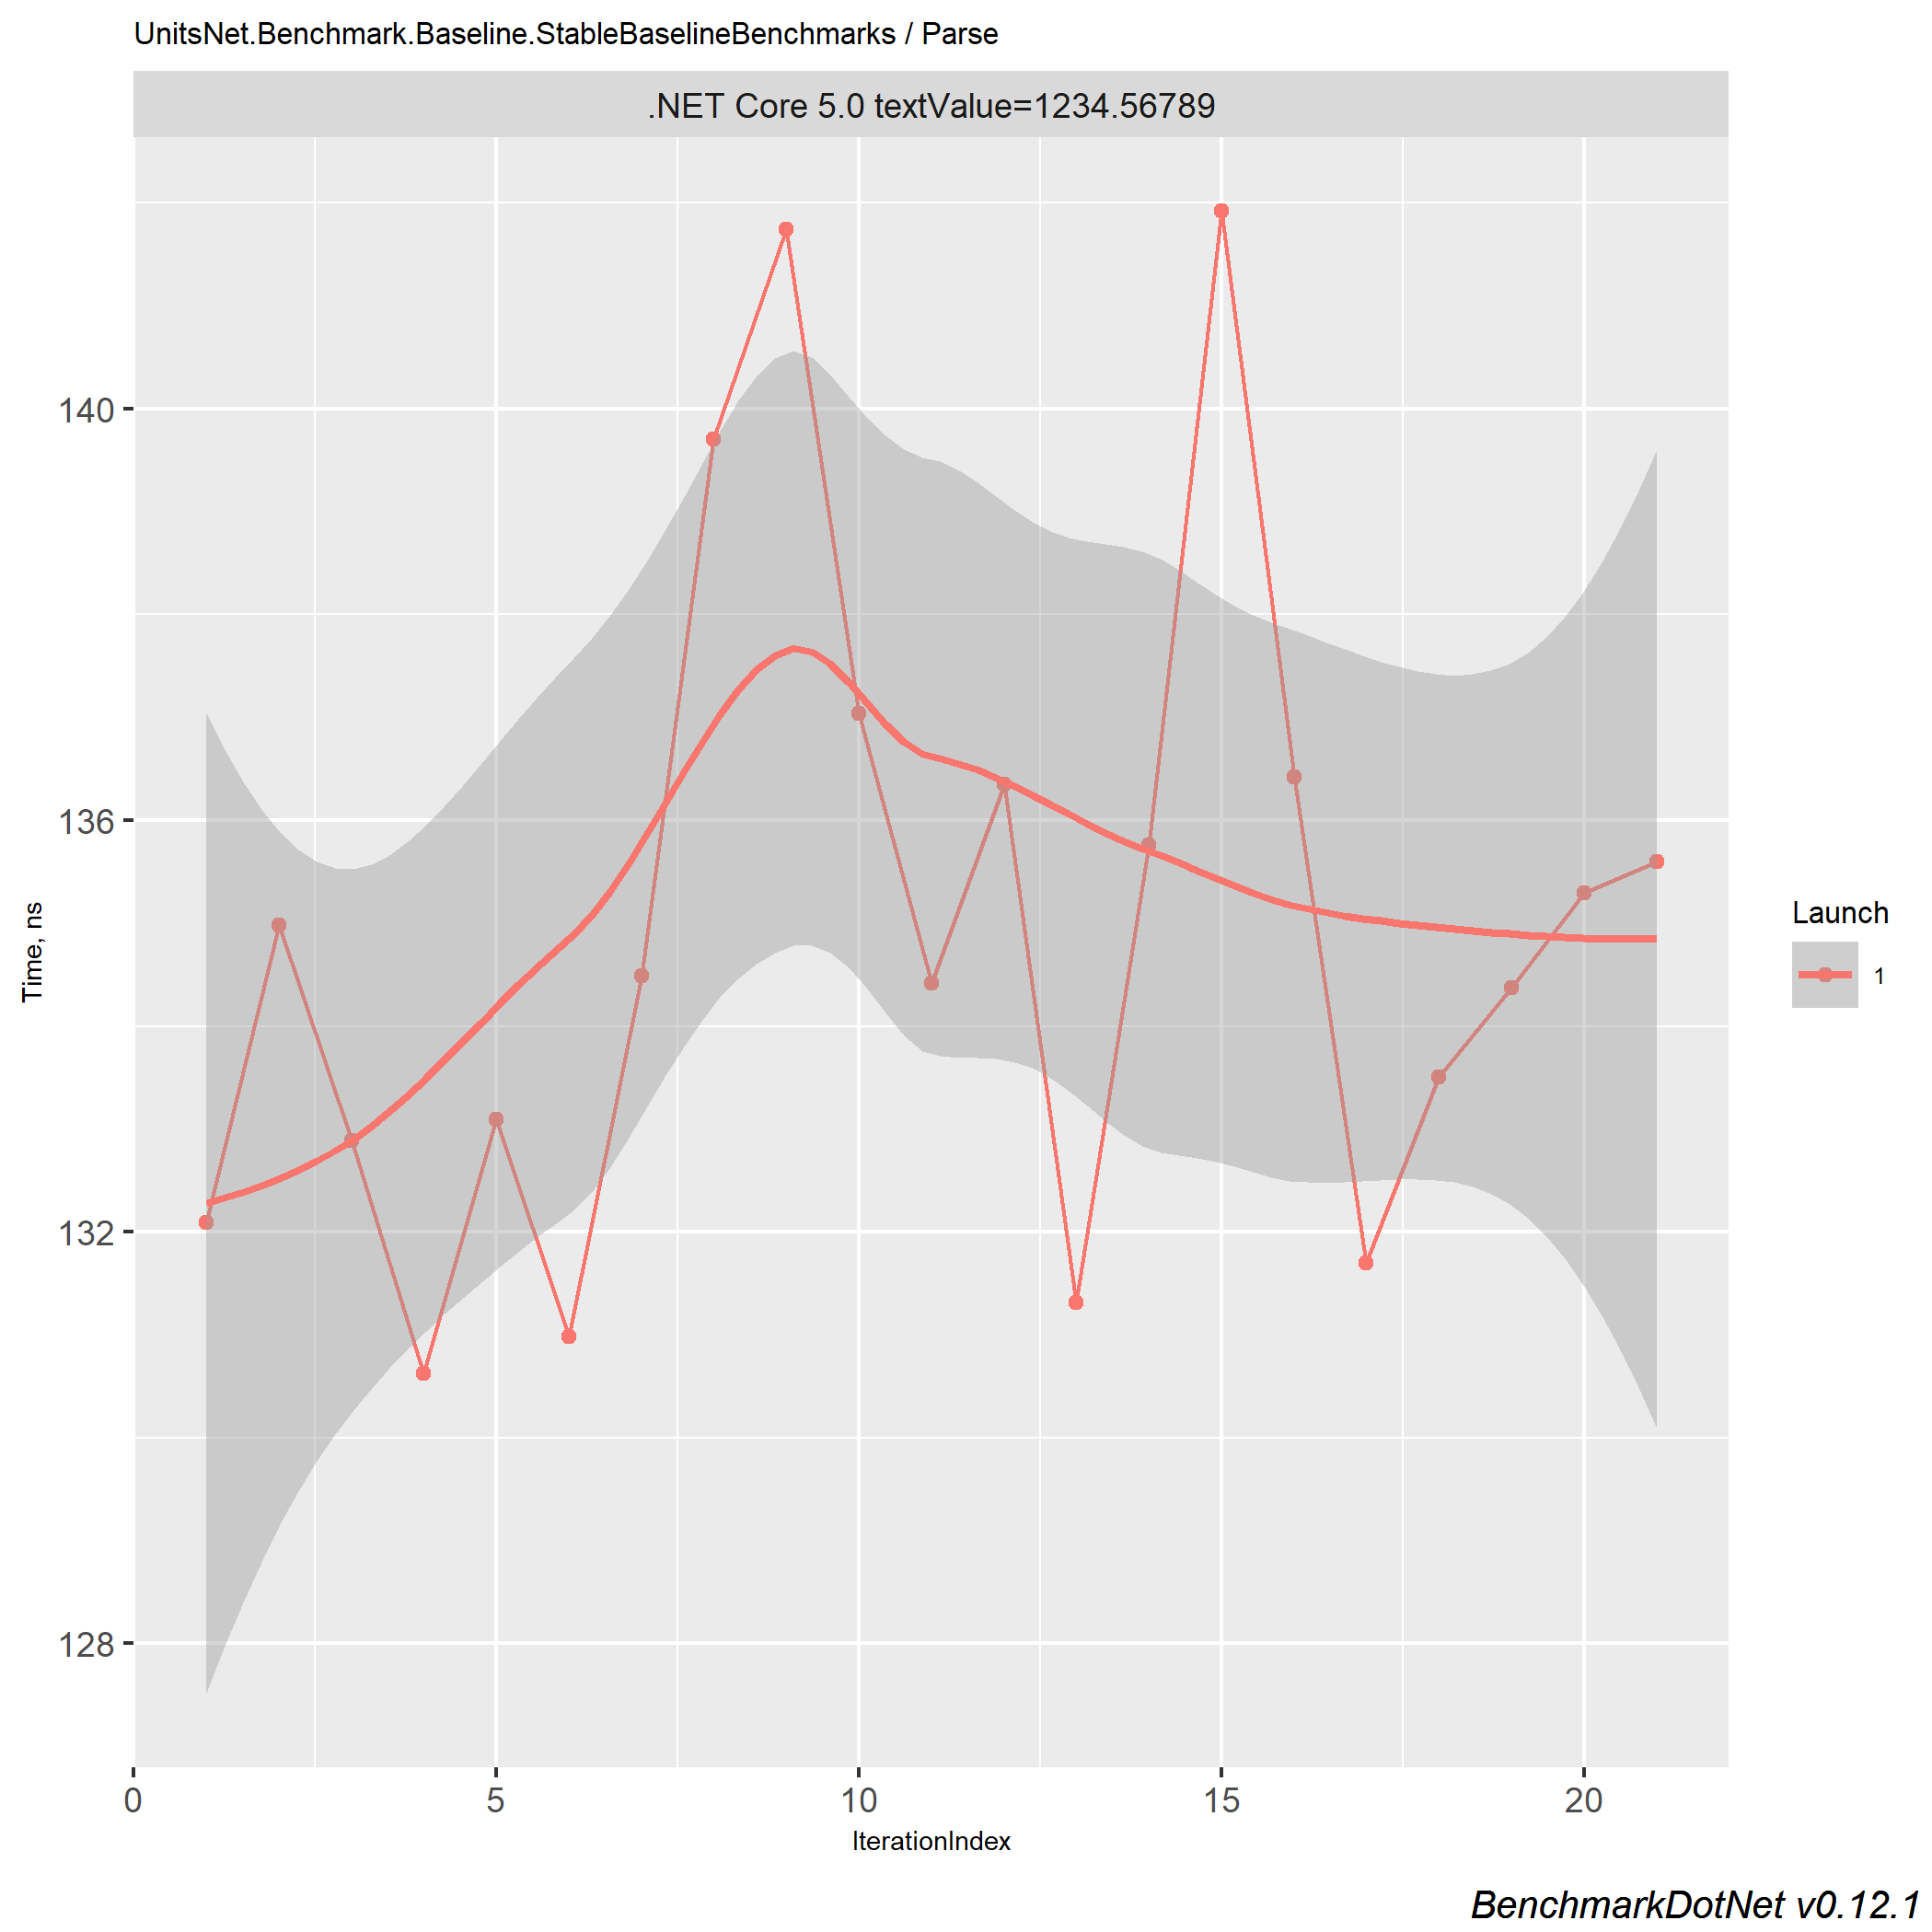 UnitsNet.Benchmark.Baseline.StableBaselineBenchmarks / Parse
.NET Core 5.0 textValue=1234.56789
140
136
132
128
Time, ns
0 5 10 15 20
IterationIndex
Launch
1
BenchmarkDotNet v0.12.1